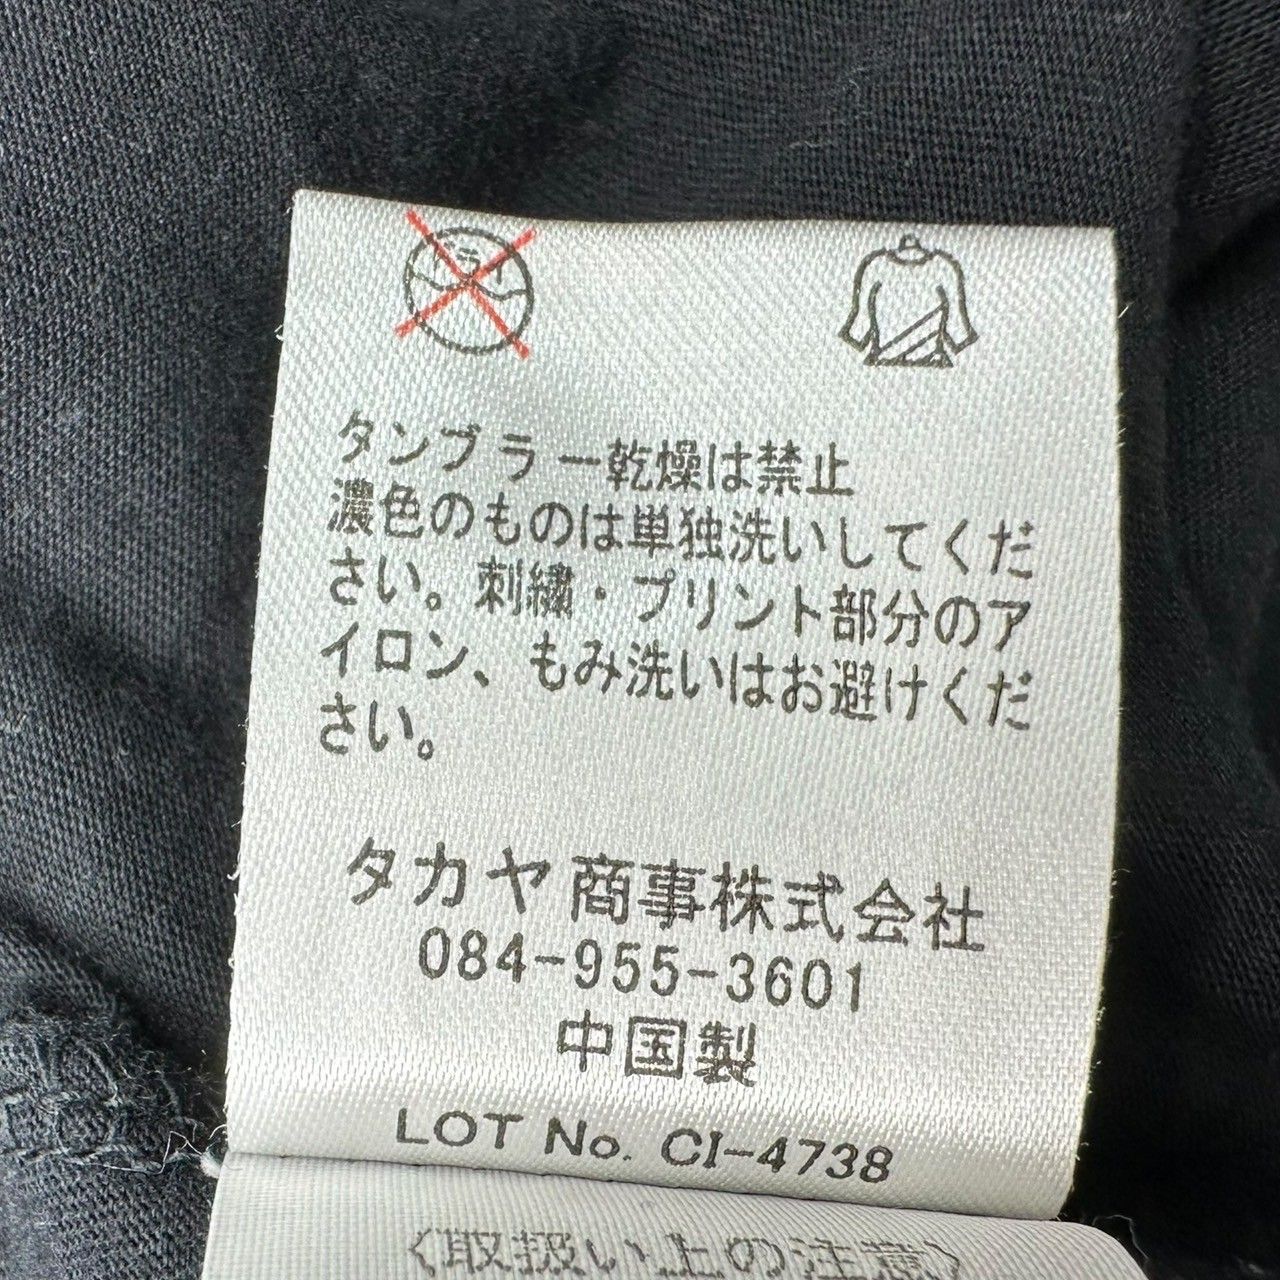 ドライ
タンブラー乾燥は禁止
濃色のものは単独洗いしてくだ
さい。刺繍・プリント部分のア
イロン、もみ洗いはお避けくだ
さい。
タカヤ商事株式会社
084-955-3601
中国製
LOT No. CI-4738
〈取扱い上の注意〉